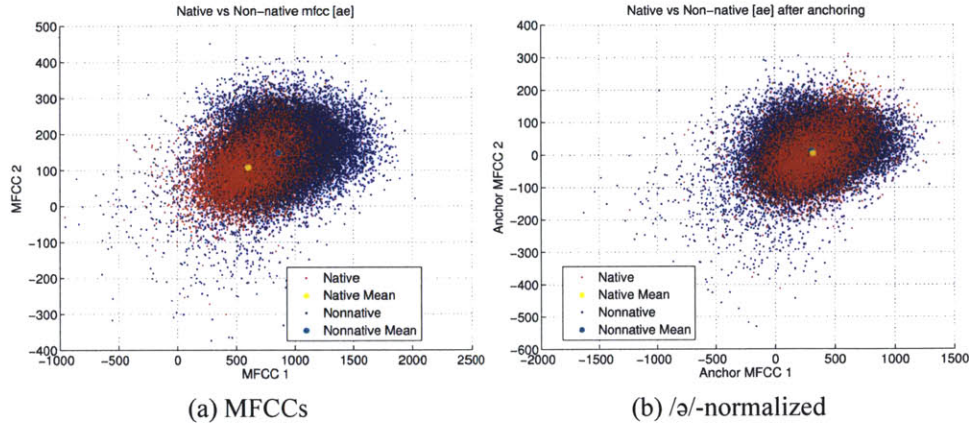 Native vs Non-native mfcc [ae]
500
400
300
200
100
0
−100
−200
−300
−400
MFCC 2
−1000
−500
0
500
1000
1500
2000
2500
MFCC 1
Native
Native Mean
Nonnative
Nonnative Mean
(a) MFCCs
Native vs Non-native [ae] after anchoring
400
300
200
100
0
−100
−200
−300
−400
−500
−600
Anchor MFCC 2
−2000
−1500
−1000
−500
0
500
1000
1500
Anchor MFCC 1
Native
Native Mean
Nonnative
Nonnative Mean
(b) /ə/-normalized